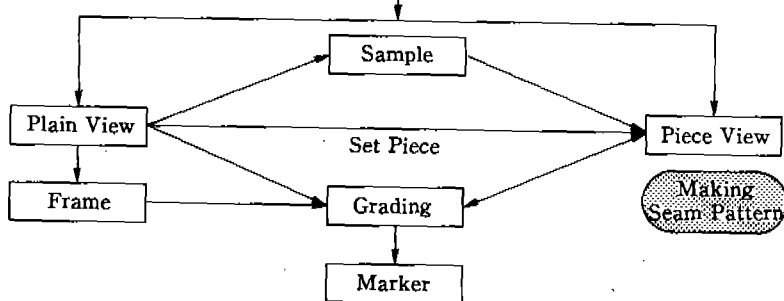 Sample
Plain View
Set Piece
Piece View
Frame
Grading
Making
Seam Pattern
Marker